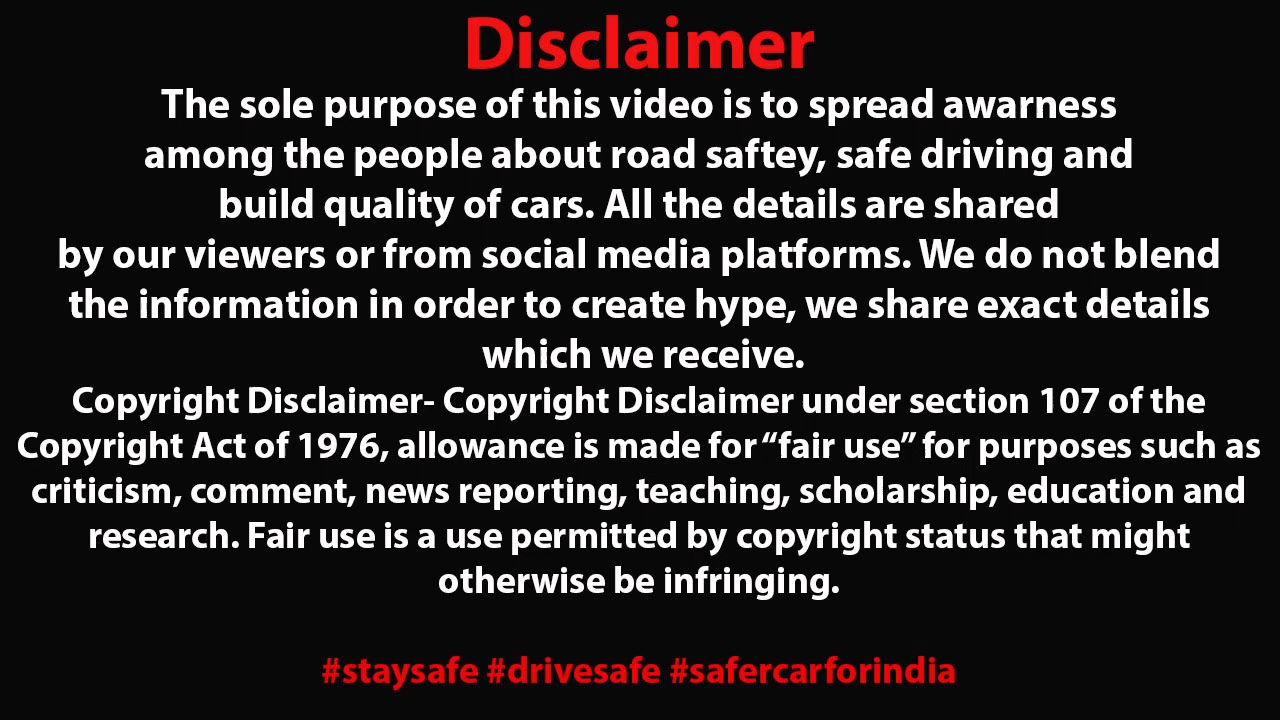 Disclaimer
The sole purpose of this video is to spread awarness
among the people about road saftey, safe driving and
build quality of cars. All the details are shared
by our viewers or from social media platforms. We do not blend
the information in order to create hype, we share exact details
which we receive.
Copyright Disclaimer- Copyright Disclaimer under section 107 of the
Copyright Act of 1976, allowance is made for “fair use” for purposes such as
criticism, comment, news reporting, teaching, scholarship, education and
research. Fair use is a use permitted by copyright status that might
otherwise be infringing.
#staysafe #drivesafe #safercarforindia